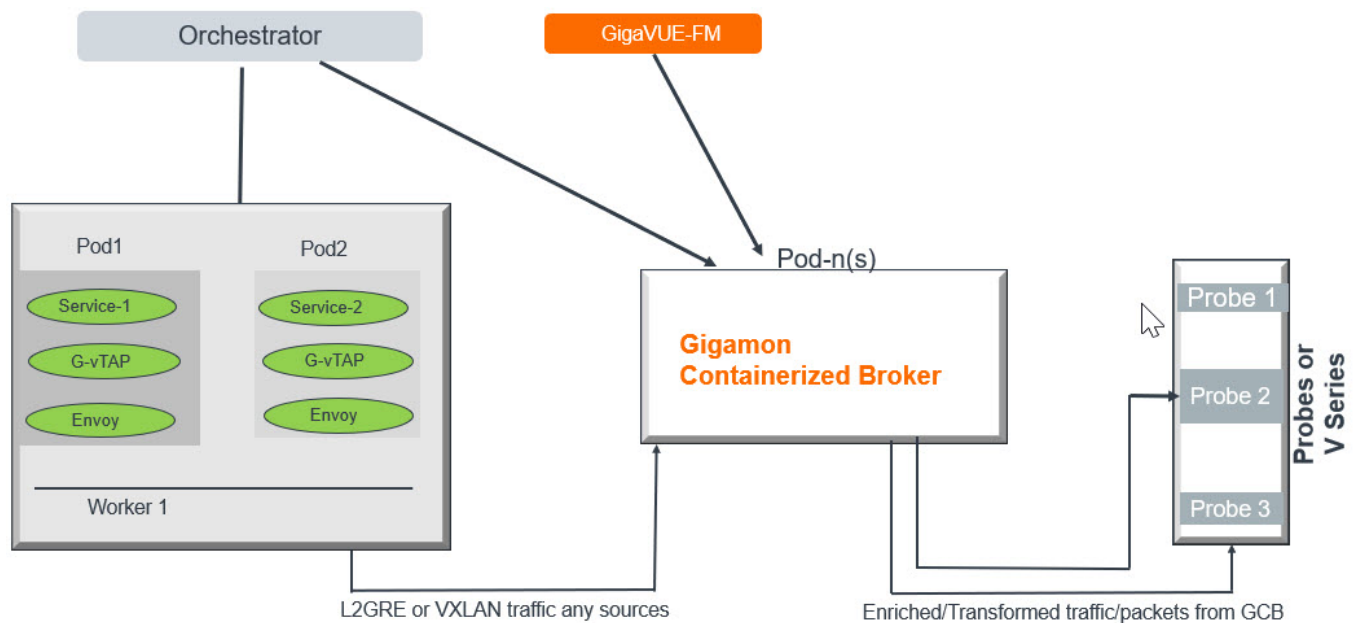 Orchestrator
GigaVUE-FM
Pod1
Pod2
Service-1
Service-2
G-vTAP
G-vTAP
Envoy
Envoy
Worker 1
Pod-n(s)
Gigamon
Containerized Broker
Probe 1
Probe 2
Probe 3
Probes or
V Series
L2GRE or VXLAN traffic any sources
Enriched/Transformed traffic/packets from GCB